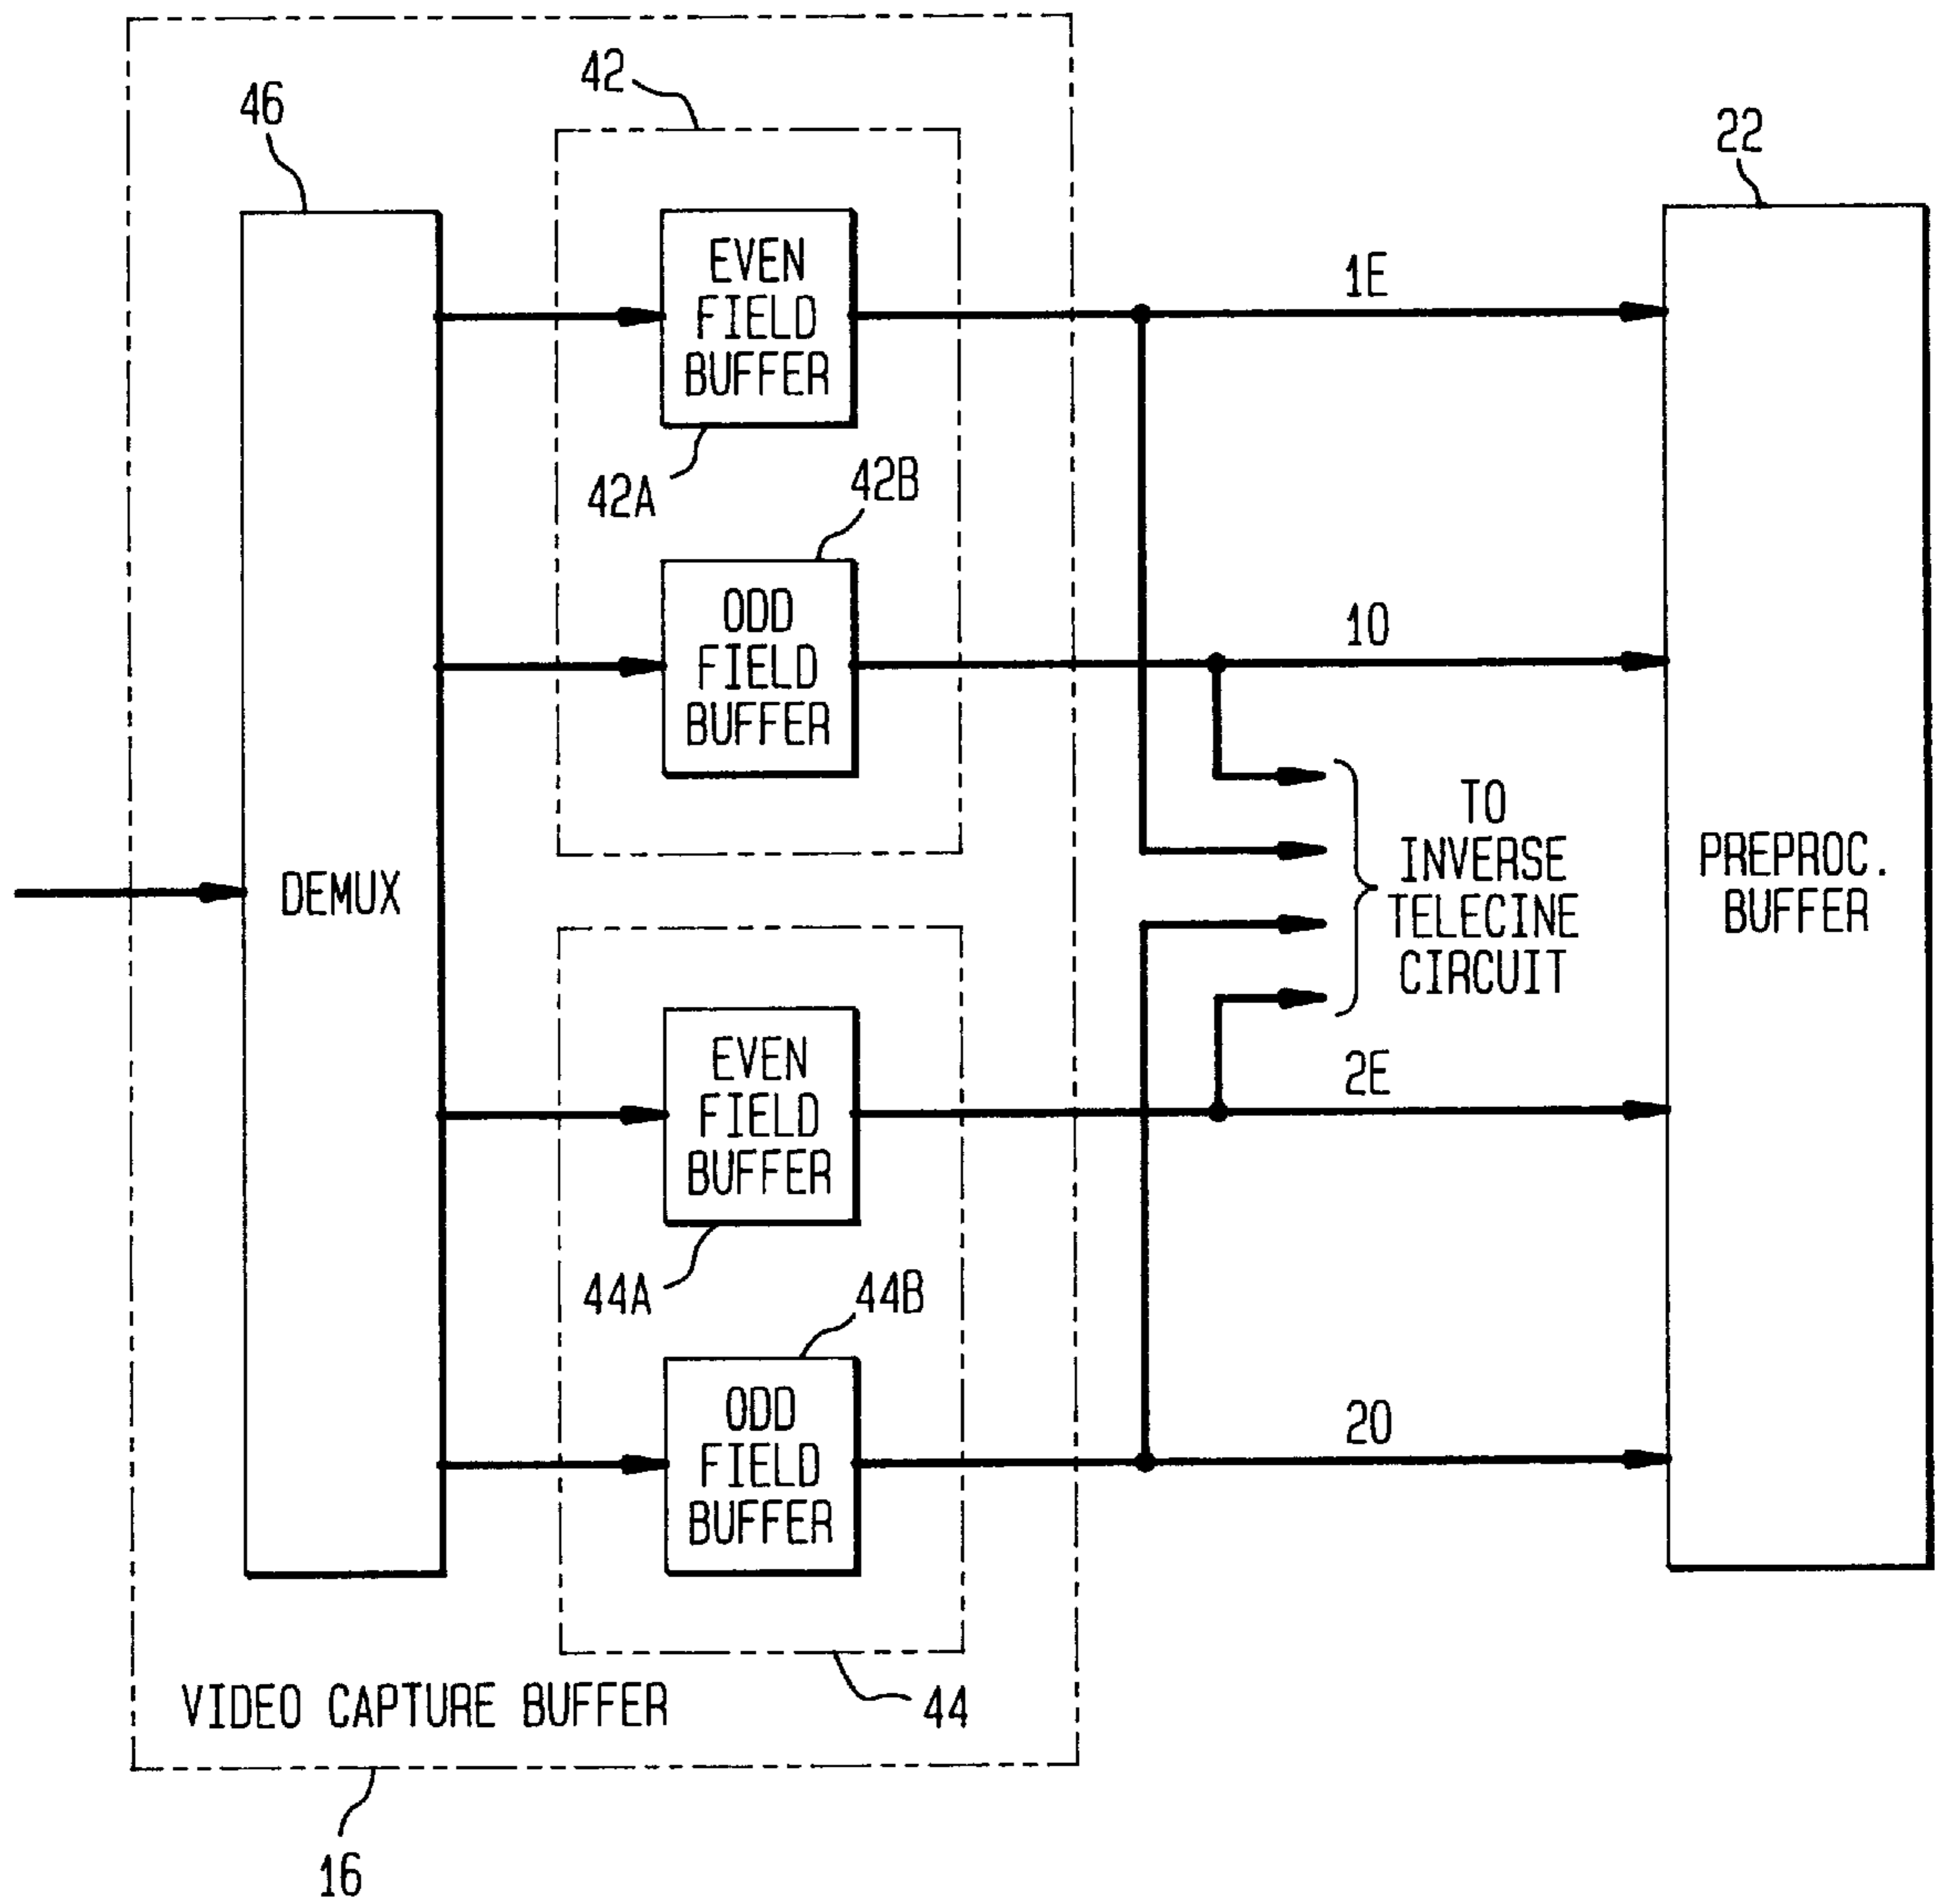 42
46
22
EVEN
FIELD
BUFFER
1E
42A
42B
ODD
FIELD
BUFFER
1O
TO
INVERSE
TELECINE
CIRCUIT
PREPROC.
BUFFER
DEMUX
EVEN
FIELD
BUFFER
2E
44A
44B
ODD
FIELD
BUFFER
2O
VIDEO CAPTURE BUFFER
44
16